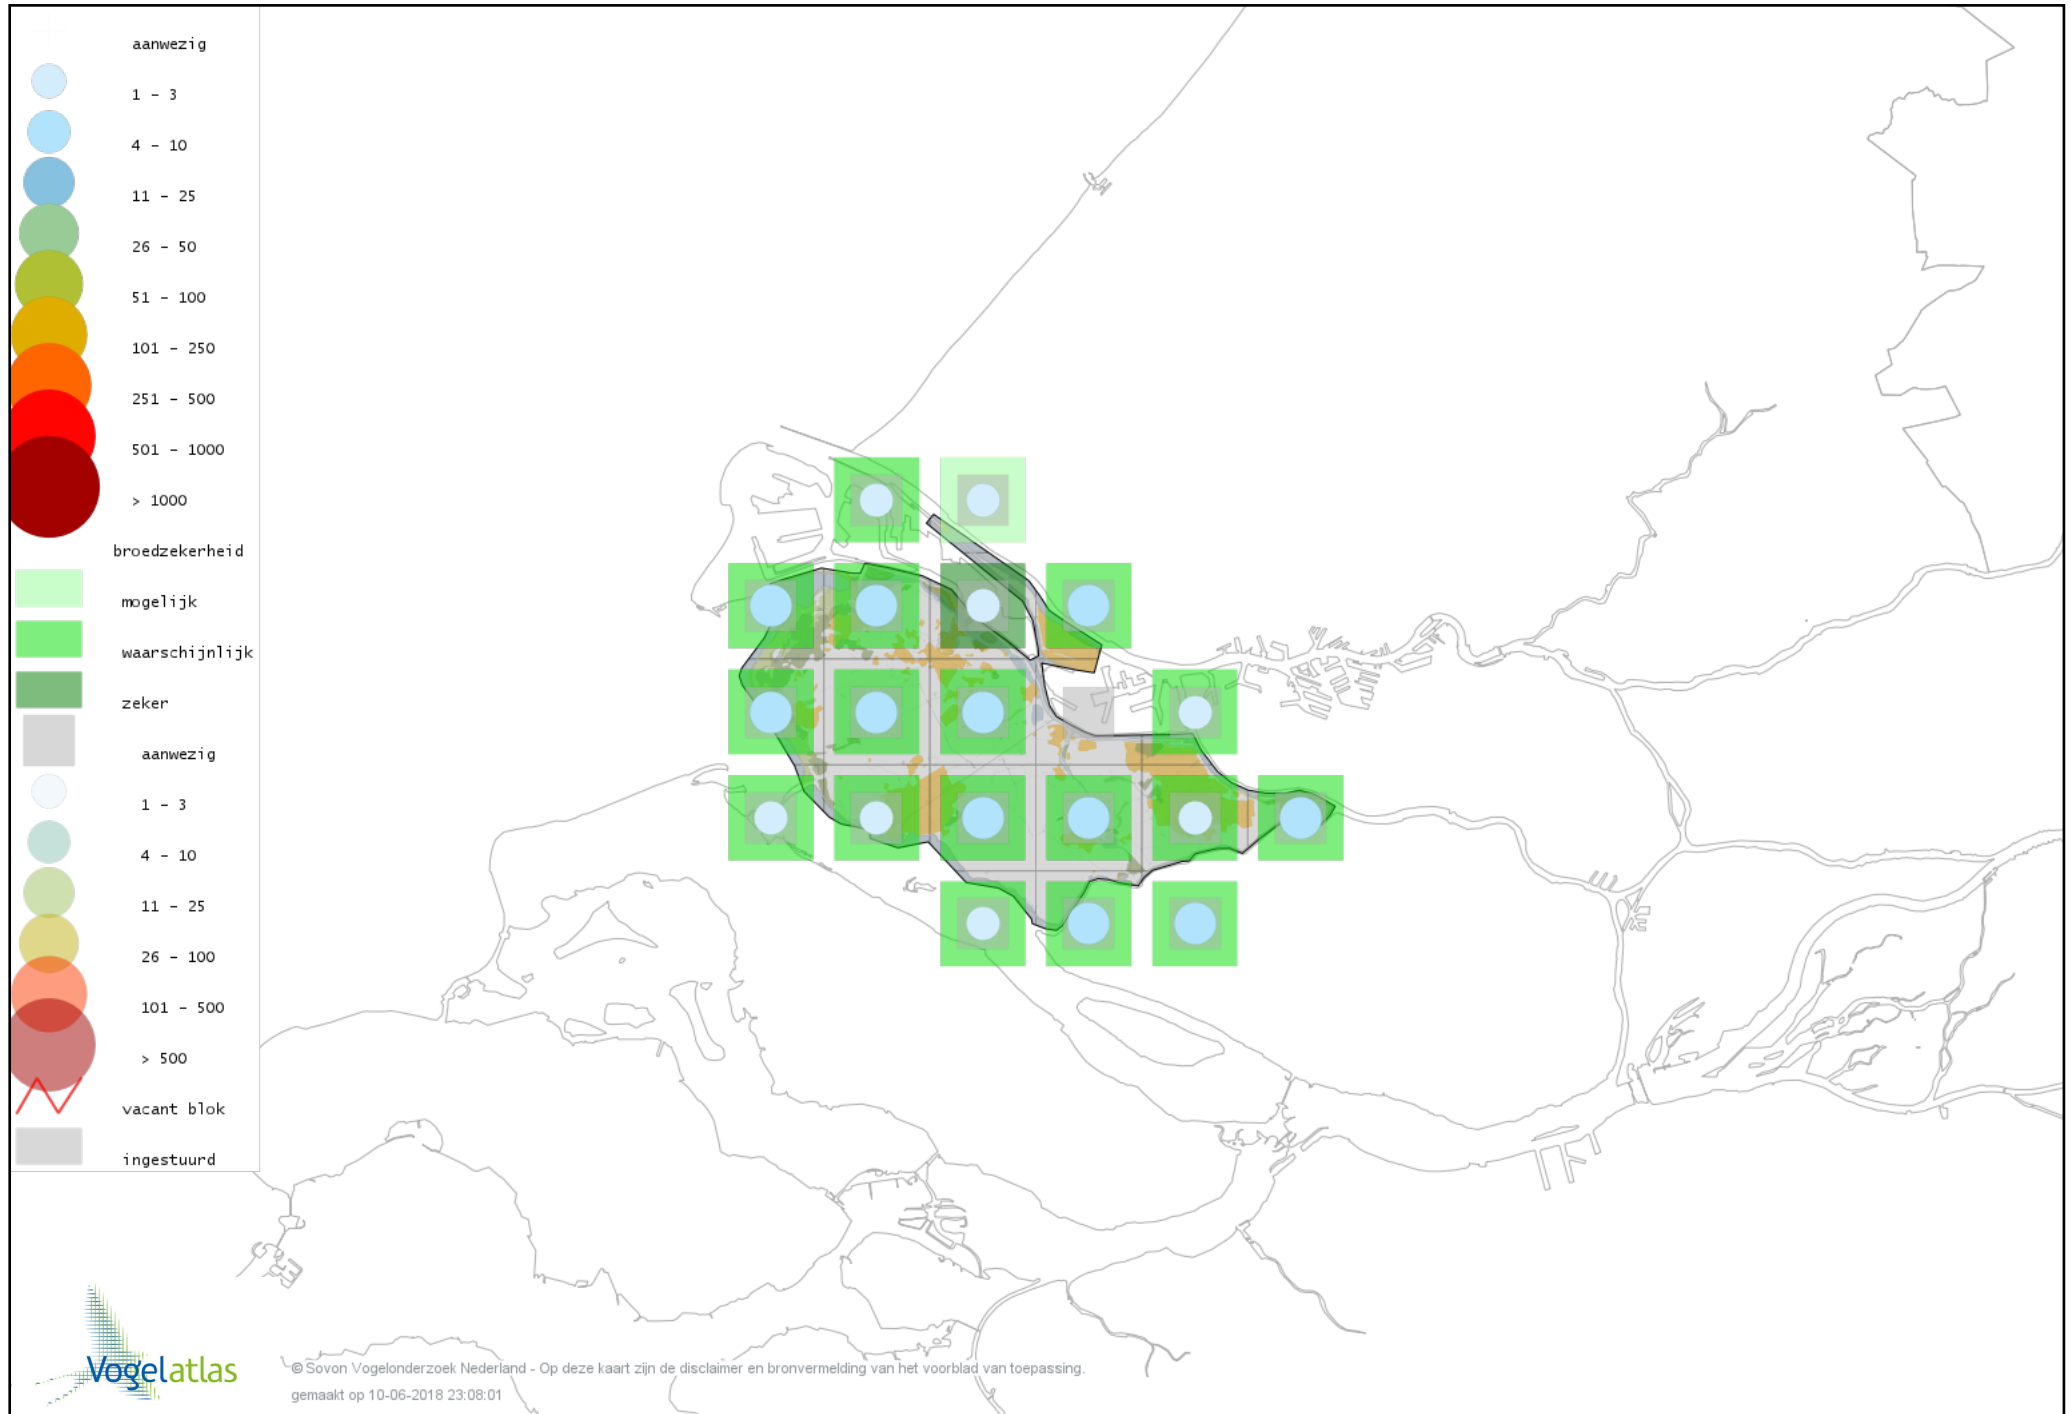 aanwezig
1 - 3
4 - 10
11 - 25
26 - 50
51 - 100
101 - 250
251 - 500
501 - 1000
> 1000
broedzekerheid
mogelijk
waarschijnlijk
zeker
aanwezig
1 - 3
4 - 10
11 - 25
26 - 100
101 - 500
> 500
vacant blok
ingestuurd
Vogelatlas
© Sovon Vogelonderzoek Nederland - Op deze kaart zijn de disclaimer en bronvermelding van het voorblad van toepassing.
gemaakt op 10-06-2018 23:08:01